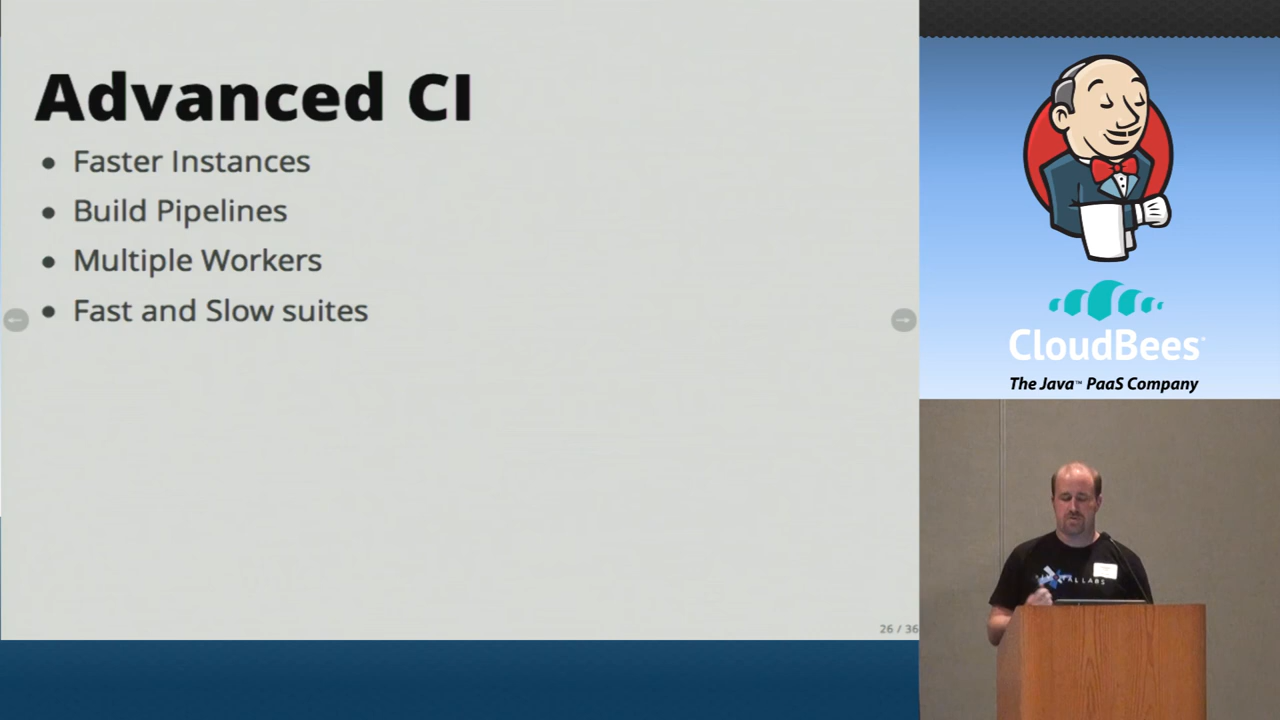 Advanced CI
• Faster Instances
• Build Pipelines
• Multiple Workers
• Fast and Slow suites
←
→
26 / 36
CloudBees
The Java™ PaaS Company